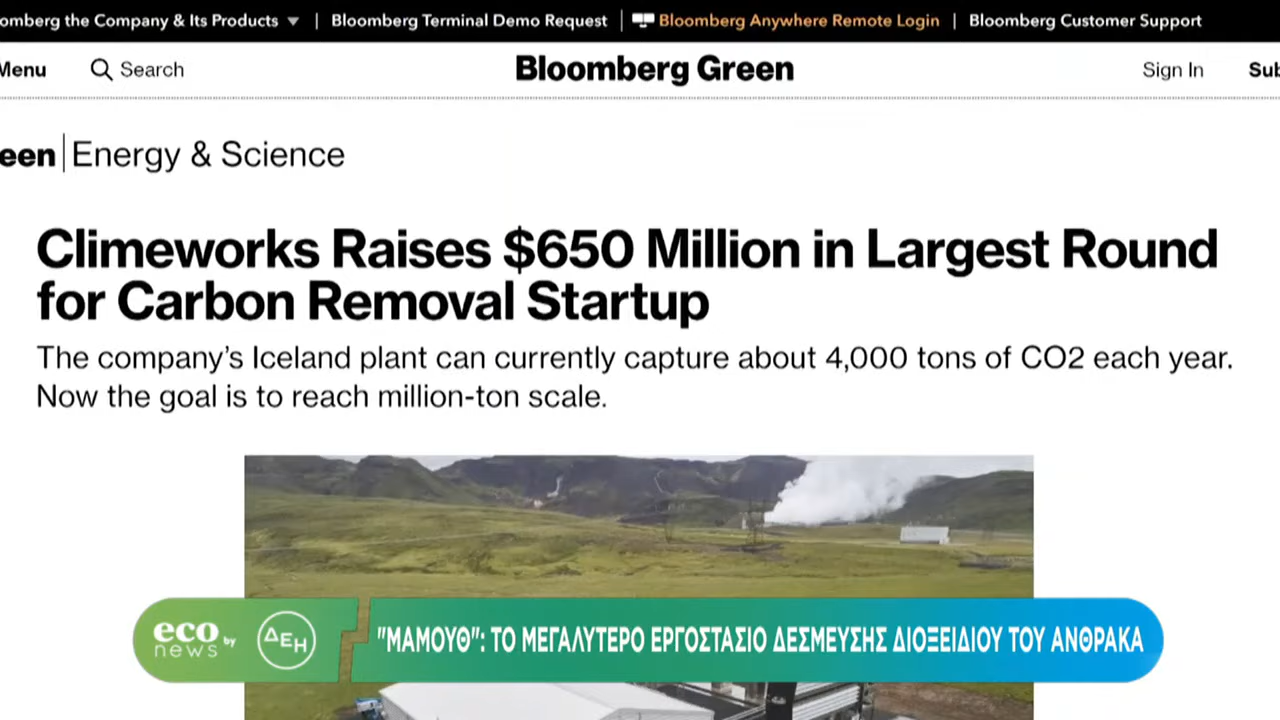 omberg the Company & Its Products ▼ | Bloomberg Terminal Demo Request | Bloomberg Anywhere Remote Login | Bloomberg Customer Support
Menu Search Bloomberg Green Sign In Sub
een | Energy & Science
Climeworks Raises $650 Million in Largest Round
for Carbon Removal Startup
The company’s Iceland plant can currently capture about 4,000 tons of CO2 each year.
Now the goal is to reach million-ton scale.
eco news by ΔΕΗ
"ΜΑΜΟΥΘ": ΤΟ ΜΕΓΑΛΥΤΕΡΟ ΕΡΓΟΣΤΑΣΙΟ ΔΕΣΜΕΥΣΗΣ ΔΙΟΞΕΙΔΙΟΥ ΤΟΥ ΑΝΘΡΑΚΑ